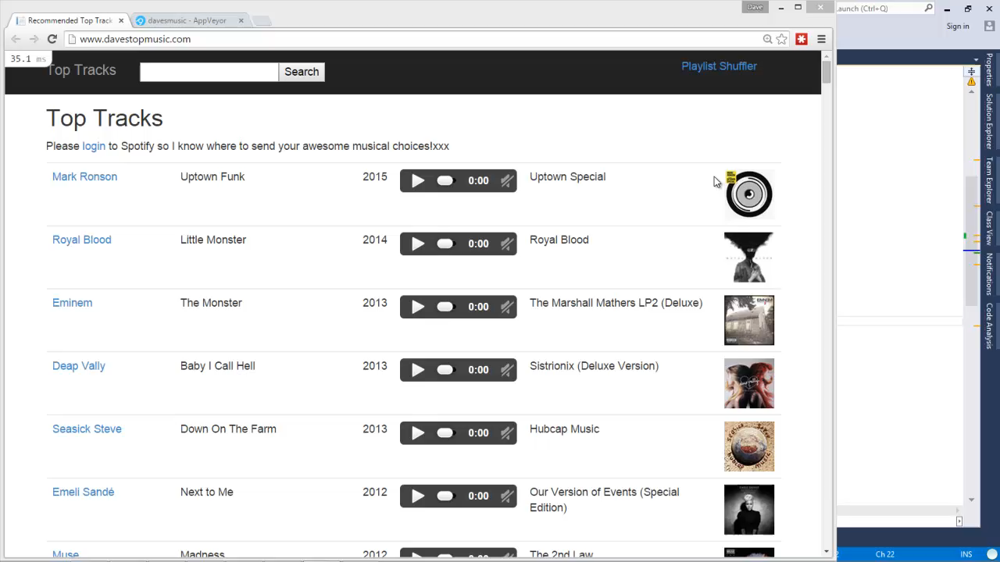 Dave
Launch (Ctrl+Q)
Recommended Top Track
davesmusic - AppVeyor
Sign in
www.davestopmusic.com
35.1 ms
Top Tracks
Search
Playlist Shuffler
Top Tracks
Please login to Spotify so I know where to send your awesome musical choices!xxx
Mark Ronson Uptown Funk 2015 0:00 Uptown Special
Royal Blood Little Monster 2014 0:00 Royal Blood
Eminem The Monster 2013 0:00 The Marshall Mathers LP2 (Deluxe)
Deap Vally Baby I Call Hell 2013 0:00 Sistrionix (Deluxe Version)
Seasick Steve Down On The Farm 2013 0:00 Hubcap Music
Emeli Sandé Next to Me 2012 0:00 Our Version of Events (Special
Edition)
Muse Madness 2012 0:00 The 2nd Law
Properties
Solution Explorer
Team Explorer
Class View
Notifications
Code Analysis
Ch 22
INS